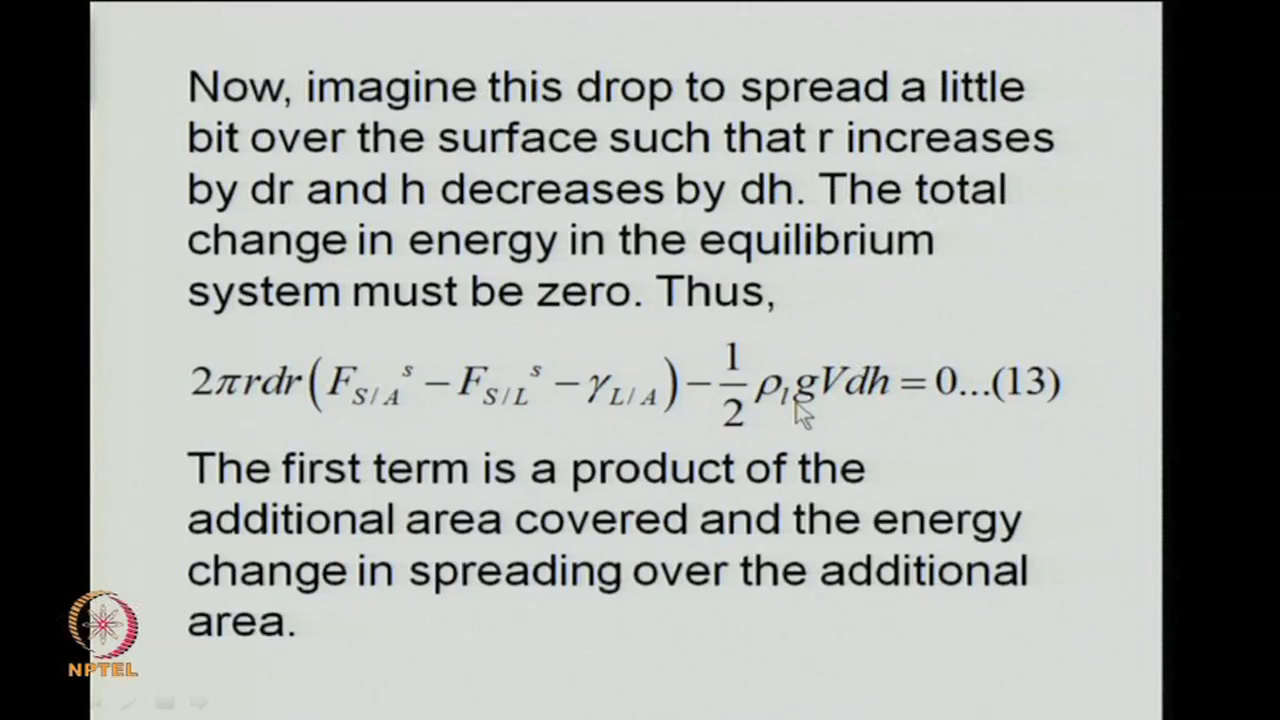 Now, imagine this drop to spread a little
bit over the surface such that r increases
by dr and h decreases by dh. The total
change in energy in the equilibrium
system must be zero. Thus,
2πrdr(F_{S/A}^s − F_{S/L}^s − γ_{L/A}) − 1/2 ρ_l gVdh = 0...(13)
The first term is a product of the
additional area covered and the energy
change in spreading over the additional
area.
NPTEL